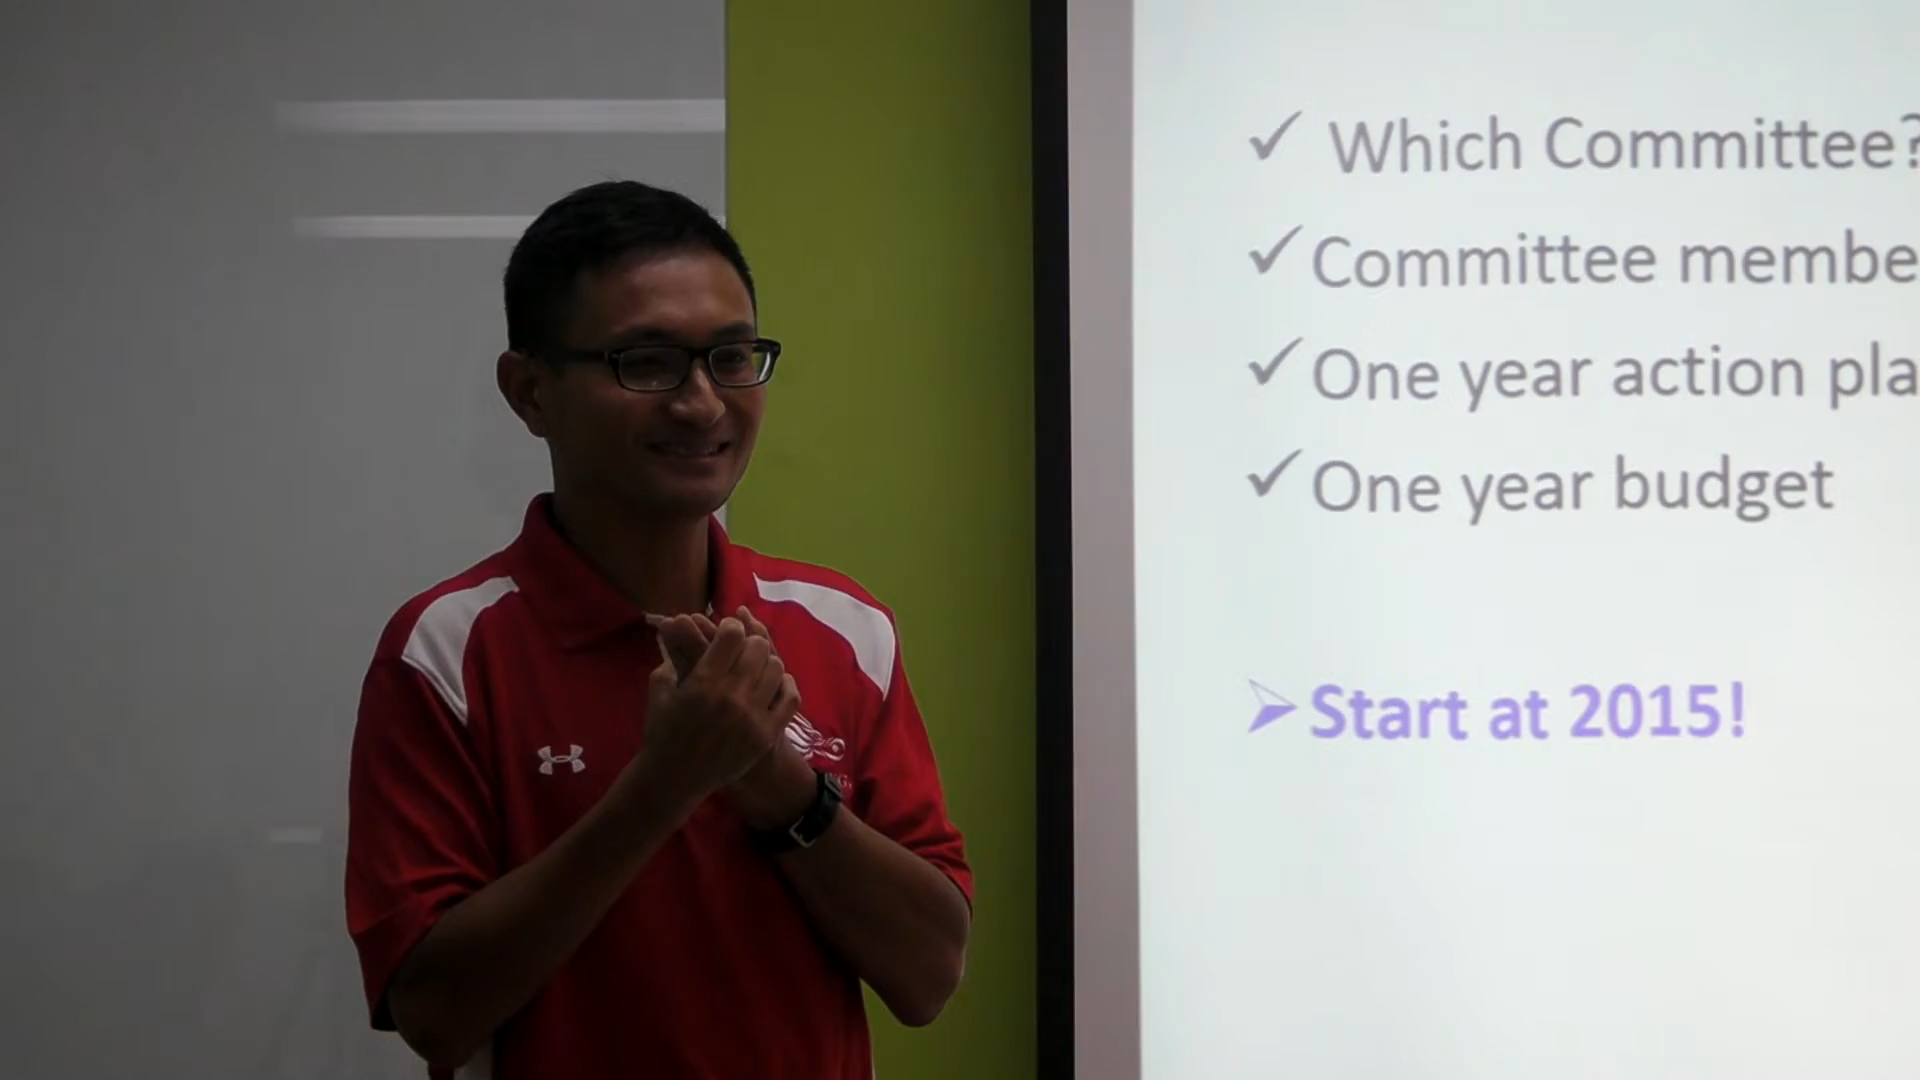 Which Committee?
Committee membe
One year action pla
One year budget
Start at 2015!